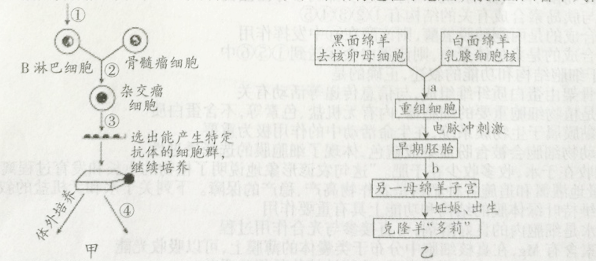 ①
B淋巴细胞 骨髓瘤细胞
②
杂交瘤
细胞
③
选出能产生特定
抗体的细胞群,
继续培养
体外培养
④
甲
黑面绵羊
去核卵母细胞
白面绵羊
乳腺细胞核
a
重组细胞
电脉冲刺激
早期胚胎
b
另一母绵羊子宫
妊娠、出生
克隆羊“多莉”
乙